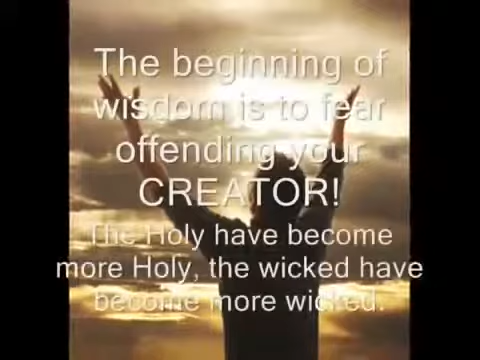 The beginning of
wisdom is to fear
offending your
CREATOR!
The Holy have become
more Holy, the wicked have
become more wicked.